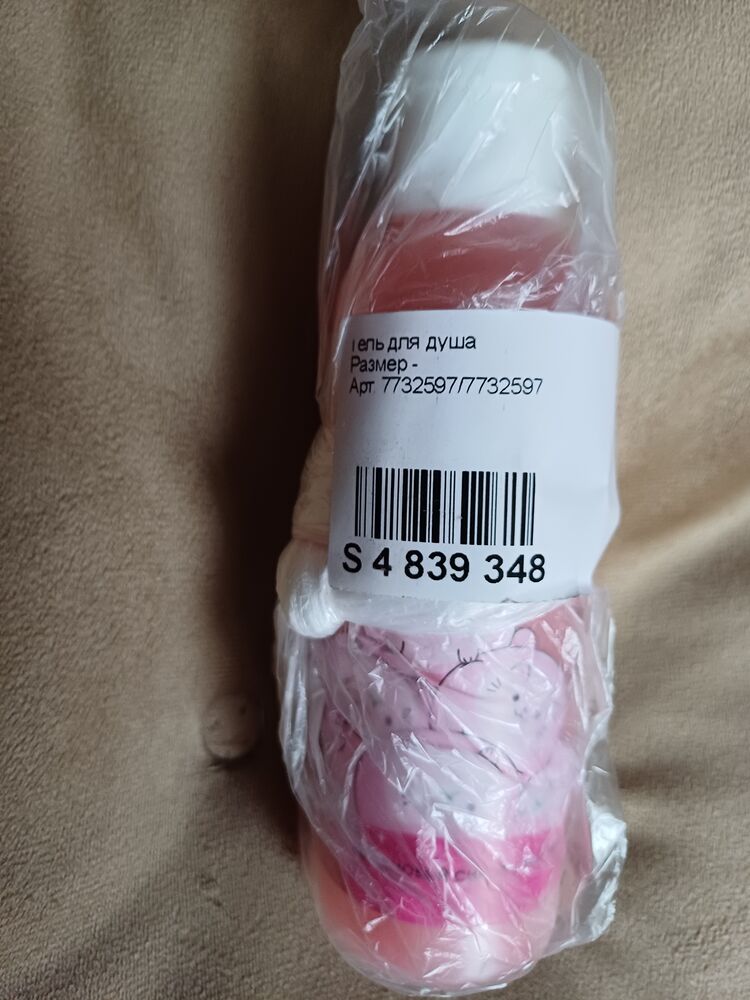 Гель для душа
Размер -
Арт. 7732597/7732597
S 4 839 348